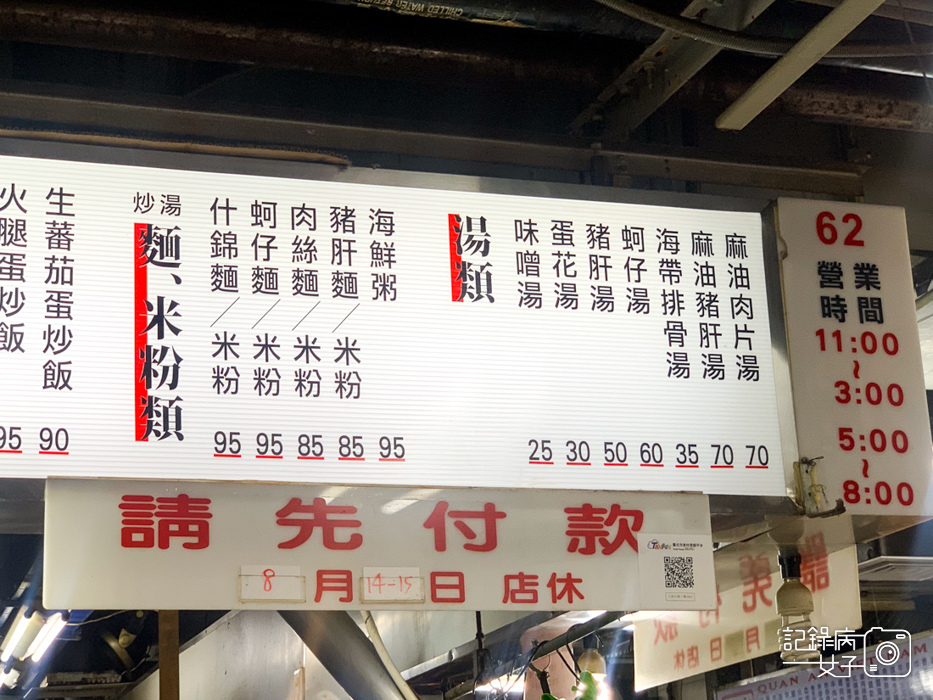 火腿蛋炒飯 95
生蕃茄蛋炒飯 90
炒湯
麵、米粉類
什錦麵/米粉 95
蚵仔麵/米粉 95
肉絲麵/米粉 85
豬肝麵/米粉 85
海鮮粥 95
湯類
味噌湯 25
蛋花湯 30
豬肝湯 50
蚵仔湯 60
海帶排骨湯 35
麻油豬肝湯 70
麻油肉片湯 70
62
營業
時間
11:00
~
3:00
5:00
~
8:00
請先付款
8月14-15日 店休
記錄病
女子